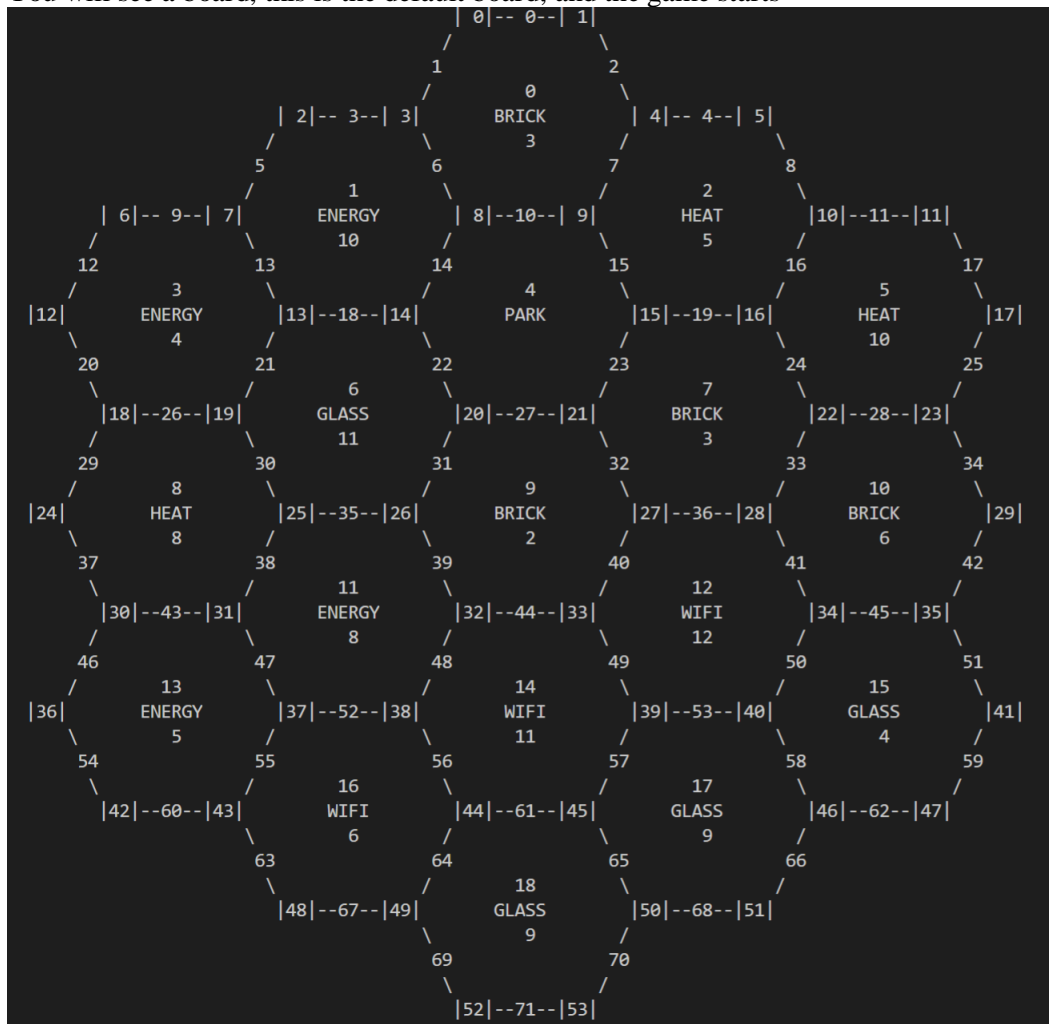 You will see a board, this is the default board, and the game starts
| 0|-- 0--| 1|
/ \
1 2
/ 0 \
| 2|-- 3--| 3| BRICK | 4|-- 4--| 5|
/ \ 3 / \
5 6 7 8
/ 1 \ / 2 \
| 6|-- 9--| 7| ENERGY | 8|--10--| 9| HEAT |10|--11--|11|
/ \ 10 / \ 5 / \
12 13 14 15 16 17
/ 3 \ / 4 \ / 5 \
|12| ENERGY |13|--18--|14| PARK |15|--19--|16| HEAT |17|
\ 4 / \ / \ 10 /
20 21 22 23 24 25
\ / 6 \ / 7 \ /
|18|--26--|19| GLASS |20|--27--|21| BRICK |22|--28--|23|
/ \ 11 / \ 3 / \
29 30 31 32 33 34
/ 8 \ / 9 \ / 10 \
|24| HEAT |25|--35--|26| BRICK |27|--36--|28| BRICK |29|
\ 8 / \ 2 / \ 6 /
37 38 39 40 41 42
\ / 11 \ / 12 \ /
|30|--43--|31| ENERGY |32|--44--|33| WIFI |34|--45--|35|
/ \ 8 / \ 12 / \
46 47 48 49 50 51
/ 13 \ / 14 \ / 15 \
|36| ENERGY |37|--52--|38| WIFI |39|--53--|40| GLASS |41|
\ 5 / \ 11 / \ 4 /
54 55 56 57 58 59
\ / 16 \ / 17 \ /
|42|--60--|43| WIFI |44|--61--|45| GLASS |46|--62--|47|
\ 6 / \ 9 /
63 64 65 66
\ / 18 \ /
|48|--67--|49| GLASS |50|--68--|51|
\ 9 /
69 70
\ /
|52|--71--|53|